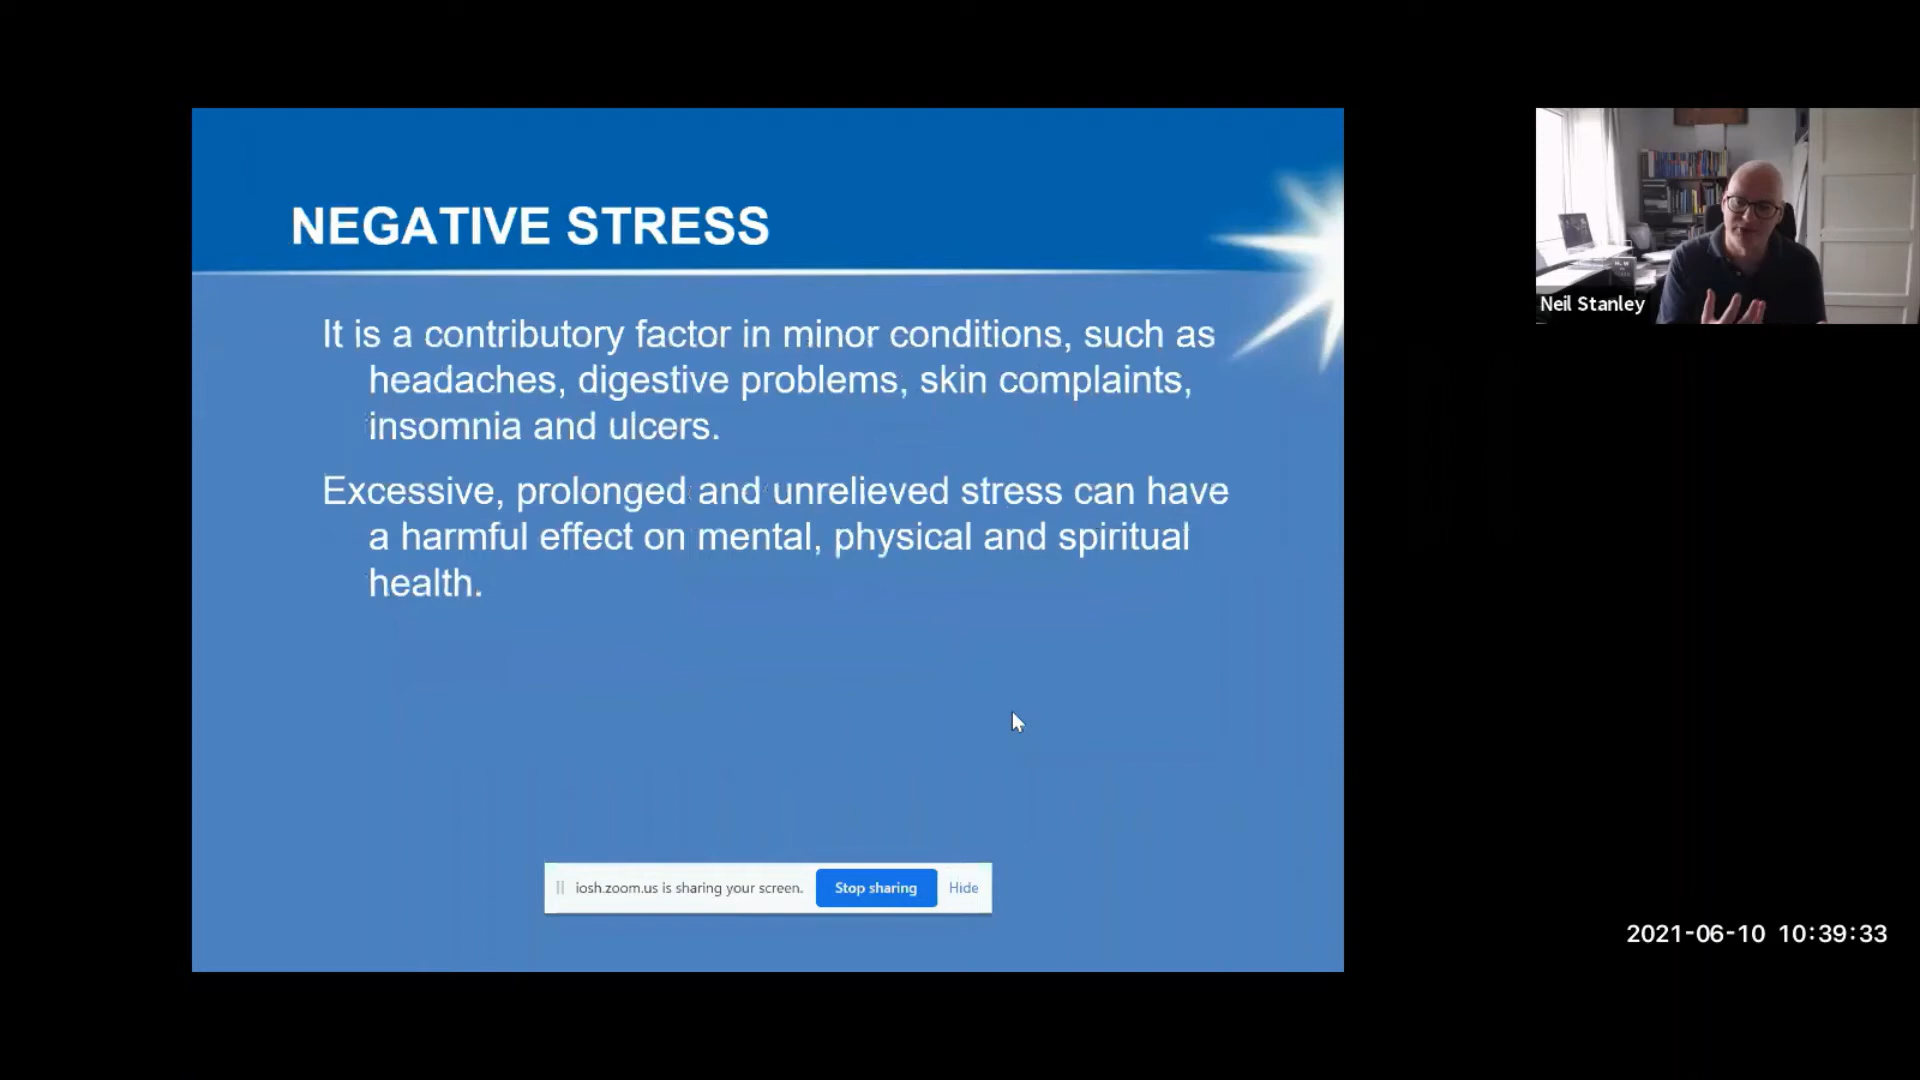 NEGATIVE STRESS
It is a contributory factor in minor conditions, such as
headaches, digestive problems, skin complaints,
insomnia and ulcers.
Excessive, prolonged and unrelieved stress can have
a harmful effect on mental, physical and spiritual
health.
iosh.zoom.us is sharing your screen. Stop sharing Hide
Neil Stanley
2021-06-10 10:39:33